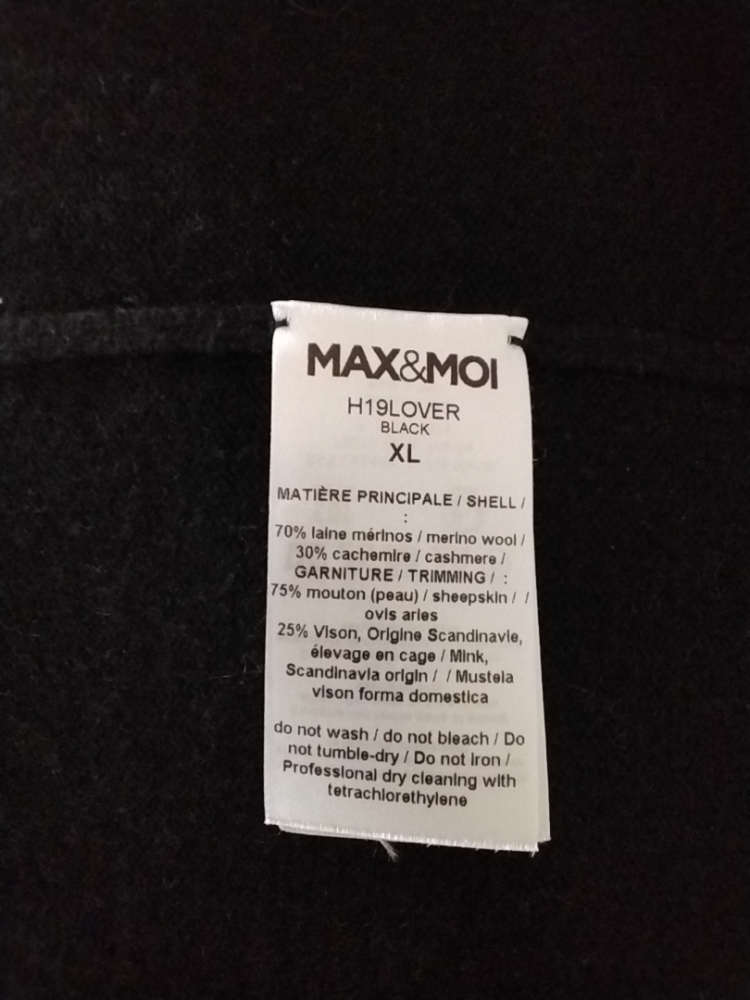 MAX&MOI
H19LOVER
BLACK
XL
MATIÈRE PRINCIPALE / SHELL /
:
70% laine mérinos / merino wool /
30% cachemire / cashmere /
GARNITURE / TRIMMING / :
75% mouton (peau) / sheepskin / /
ovis aries
25% Vison, Origine Scandinavie,
élevage en cage / Mink,
Scandinavia origin / / Mustela
vison forma domestica
do not wash / do not bleach / Do
not tumble-dry / Do not iron /
Professional dry cleaning with
tetrachlorethylene